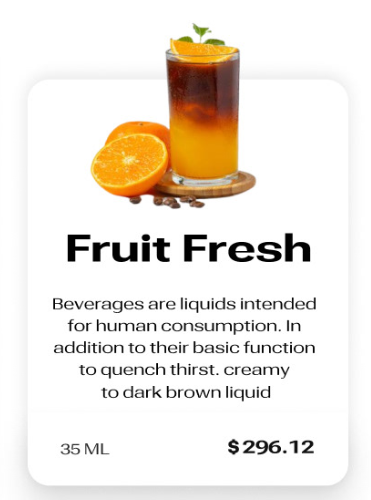 Fruit Fresh
Beverages are liquids intended
for human consumption. In
addition to their basic function
to quench thirst. creamy
to dark brown liquid
35 ML
$296.12